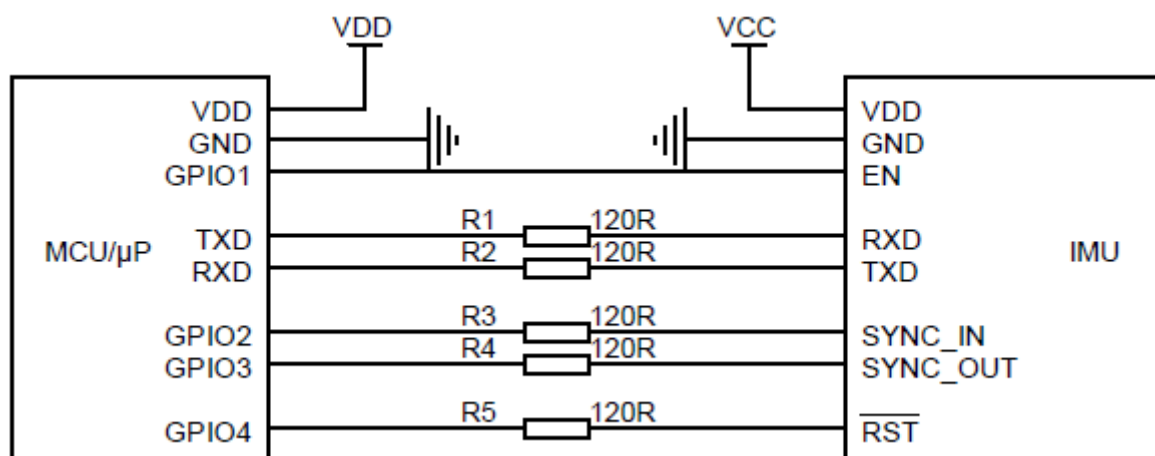 VDD VCC
VDD VDD
GND GND
GPIO1 EN
R1 120R
TXD RXD
MCU/µP R2 120R IMU
RXD TXD
R3 120R
GPIO2 SYNC_IN
R4 120R
GPIO3 SYNC_OUT
R5 120R
GPIO4 RST